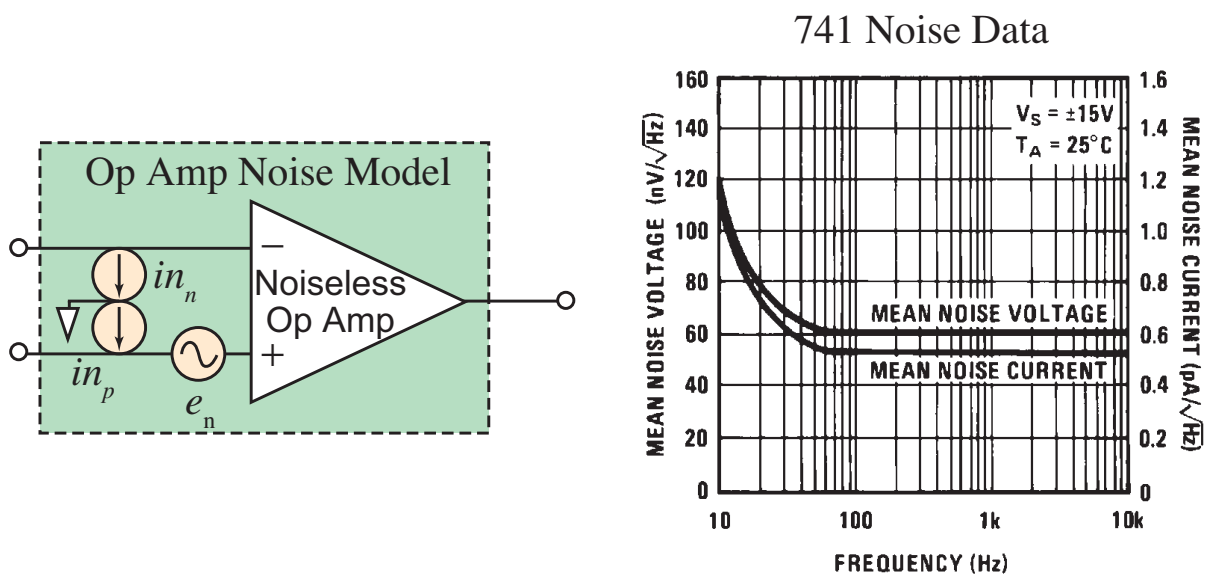 741 Noise Data
Op Amp Noise Model
−
in_n
Noiseless
Op Amp
+
in_p
e_n
MEAN NOISE VOLTAGE (nV/√Hz)
160
140
120
100
80
60
40
20
0
V_S = ±15V
T_A = 25°C
MEAN NOISE VOLTAGE
MEAN NOISE CURRENT
1.6
1.4
1.2
1.0
0.8
0.6
0.4
0.2
0
MEAN NOISE CURRENT (pA/√Hz)
10
100
1k
10k
FREQUENCY (Hz)